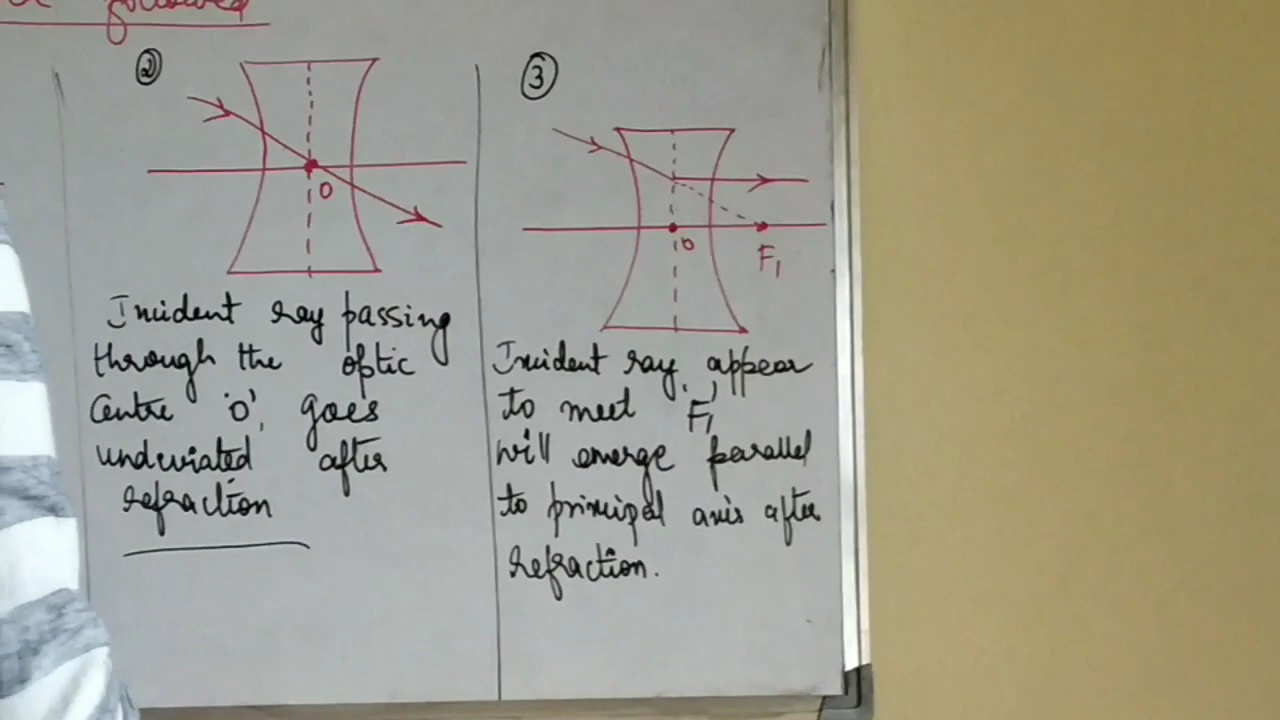 followed
②
O
Incident ray passing
through the optic
Centre 'O', goes
undeviated after
refraction
③
O
F₁
Incident ray, appear
to meet 'F₁'
will emerge parallel
to principal axis after
refraction.